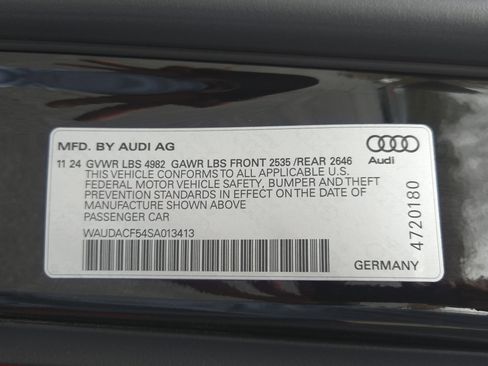 MFD. BY AUDI AG
11 24 GVWR LBS 4982 GAWR LBS FRONT 2535 /REAR 2646
THIS VEHICLE CONFORMS TO ALL APPLICABLE U.S.
FEDERAL MOTOR VEHICLE SAFETY, BUMPER AND THEFT
PREVENTION STANDARDS IN EFFECT ON THE DATE OF
MANUFACTURE SHOWN ABOVE
PASSENGER CAR
WAUDACF54SA013413
Audi
4720180
GERMANY